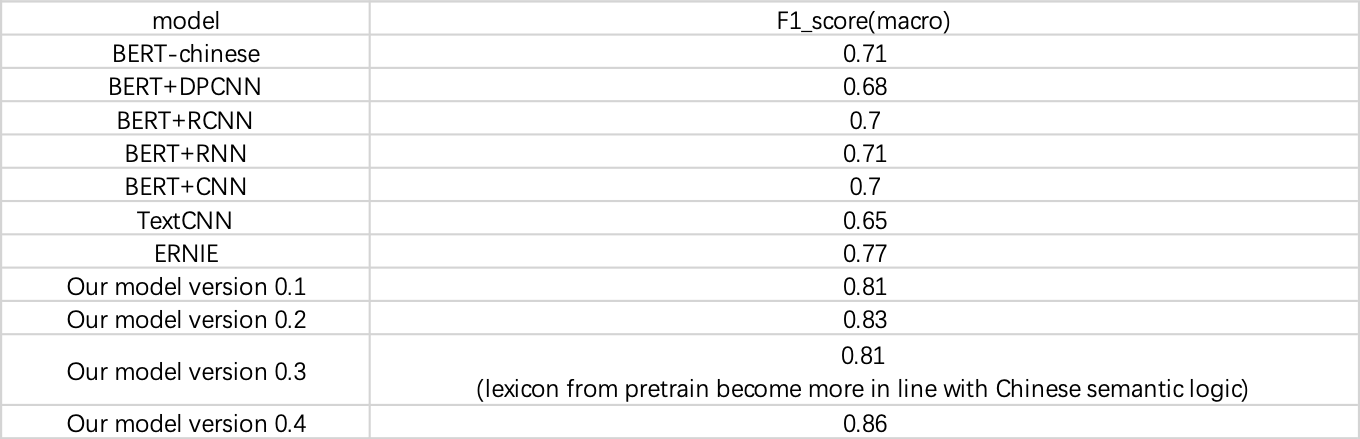 model F1_score(macro)
BERT-chinese 0.71
BERT+DPCNN 0.68
BERT+RCNN 0.7
BERT+RNN 0.71
BERT+CNN 0.7
TextCNN 0.65
ERNIE 0.77
Our model version 0.1 0.81
Our model version 0.2 0.83
Our model version 0.3 0.81
(lexicon from pretrain become more in line with Chinese semantic logic)
Our model version 0.4 0.86